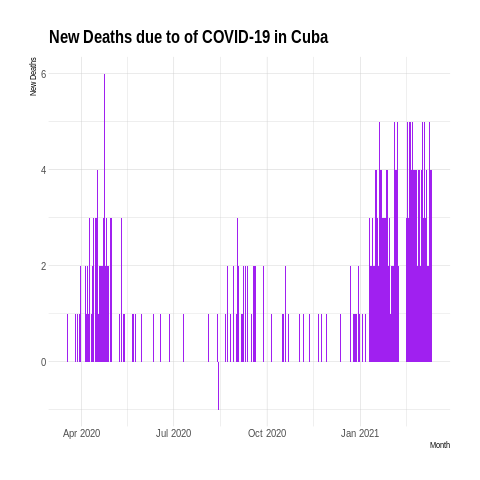 New Deaths due to of COVID-19 in Cuba
New Deaths
6
4
2
0
Apr 2020 Jul 2020 Oct 2020 Jan 2021
Month